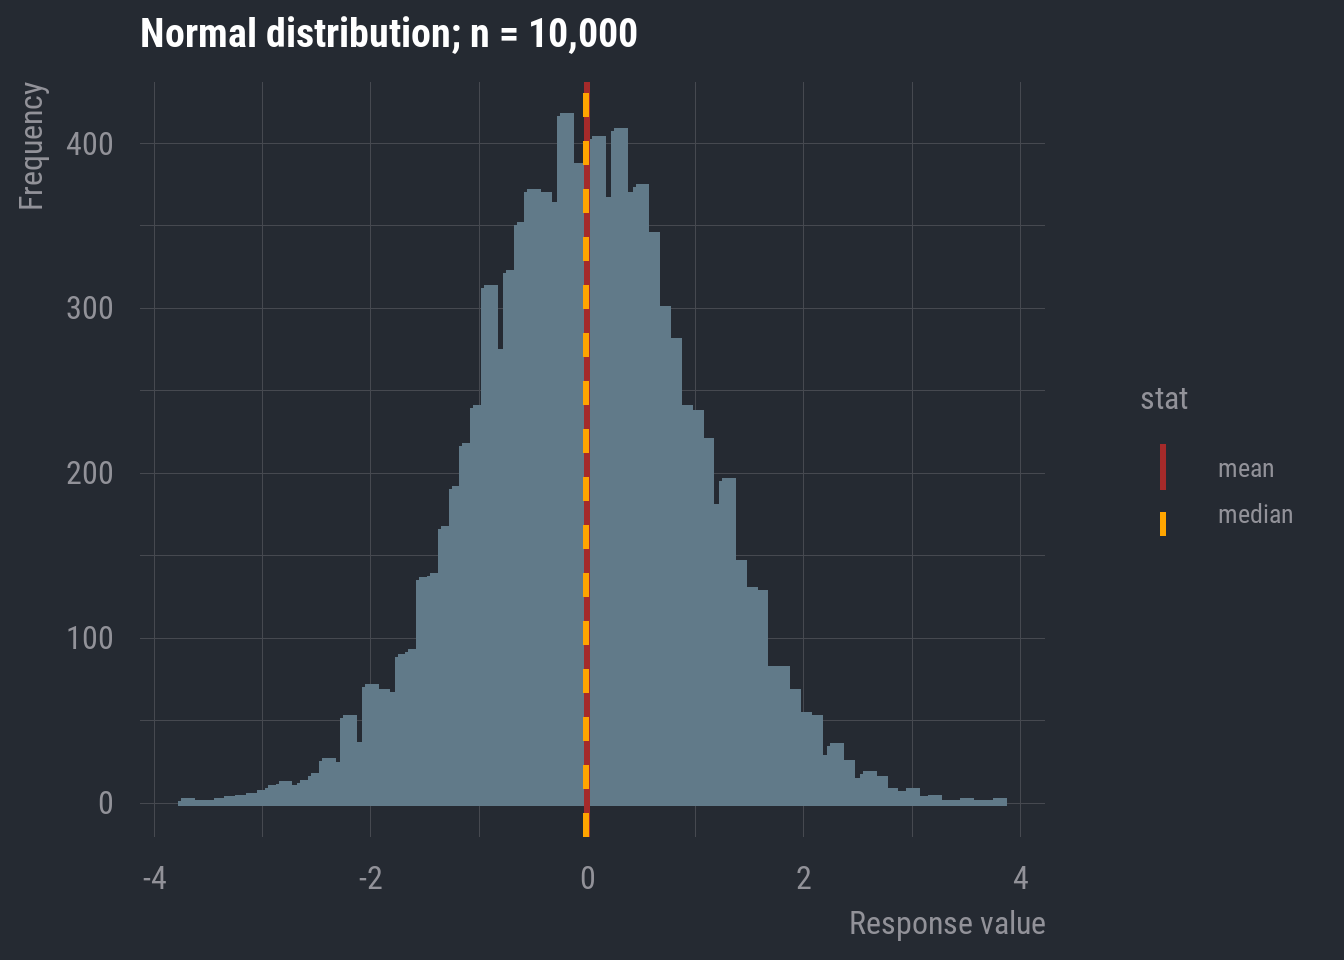 Normal distribution; n = 10,000
Frequency
400
300
200
100
0
-4
-2
0
2
4
Response value
stat
mean
median